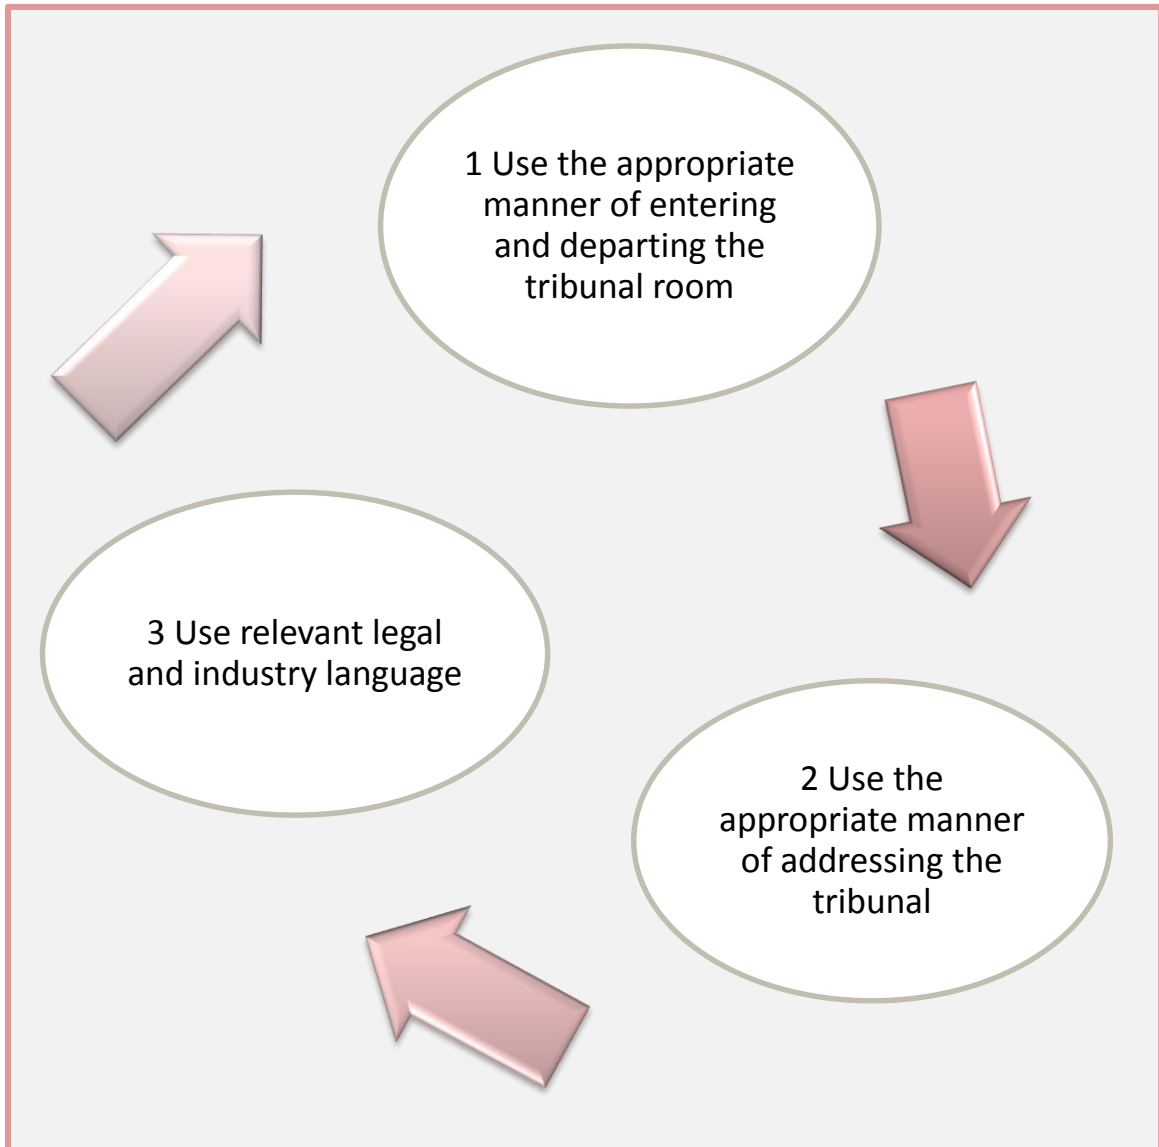 1 Use the appropriate
manner of entering
and departing the
tribunal room
2 Use the
appropriate manner
of addressing the
tribunal
3 Use relevant legal
and industry language